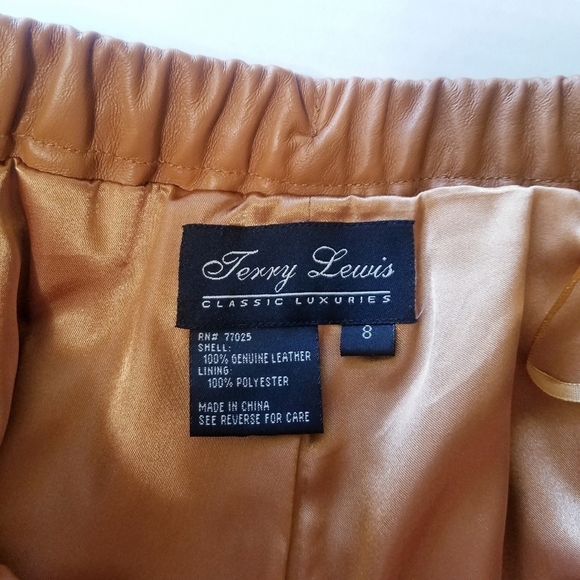 Terry Lewis
CLASSIC LUXURIES
8
RN# 77025
SHELL:
100% GENUINE LEATHER
LINING:
100% POLYESTER
MADE IN CHINA
SEE REVERSE FOR CARE